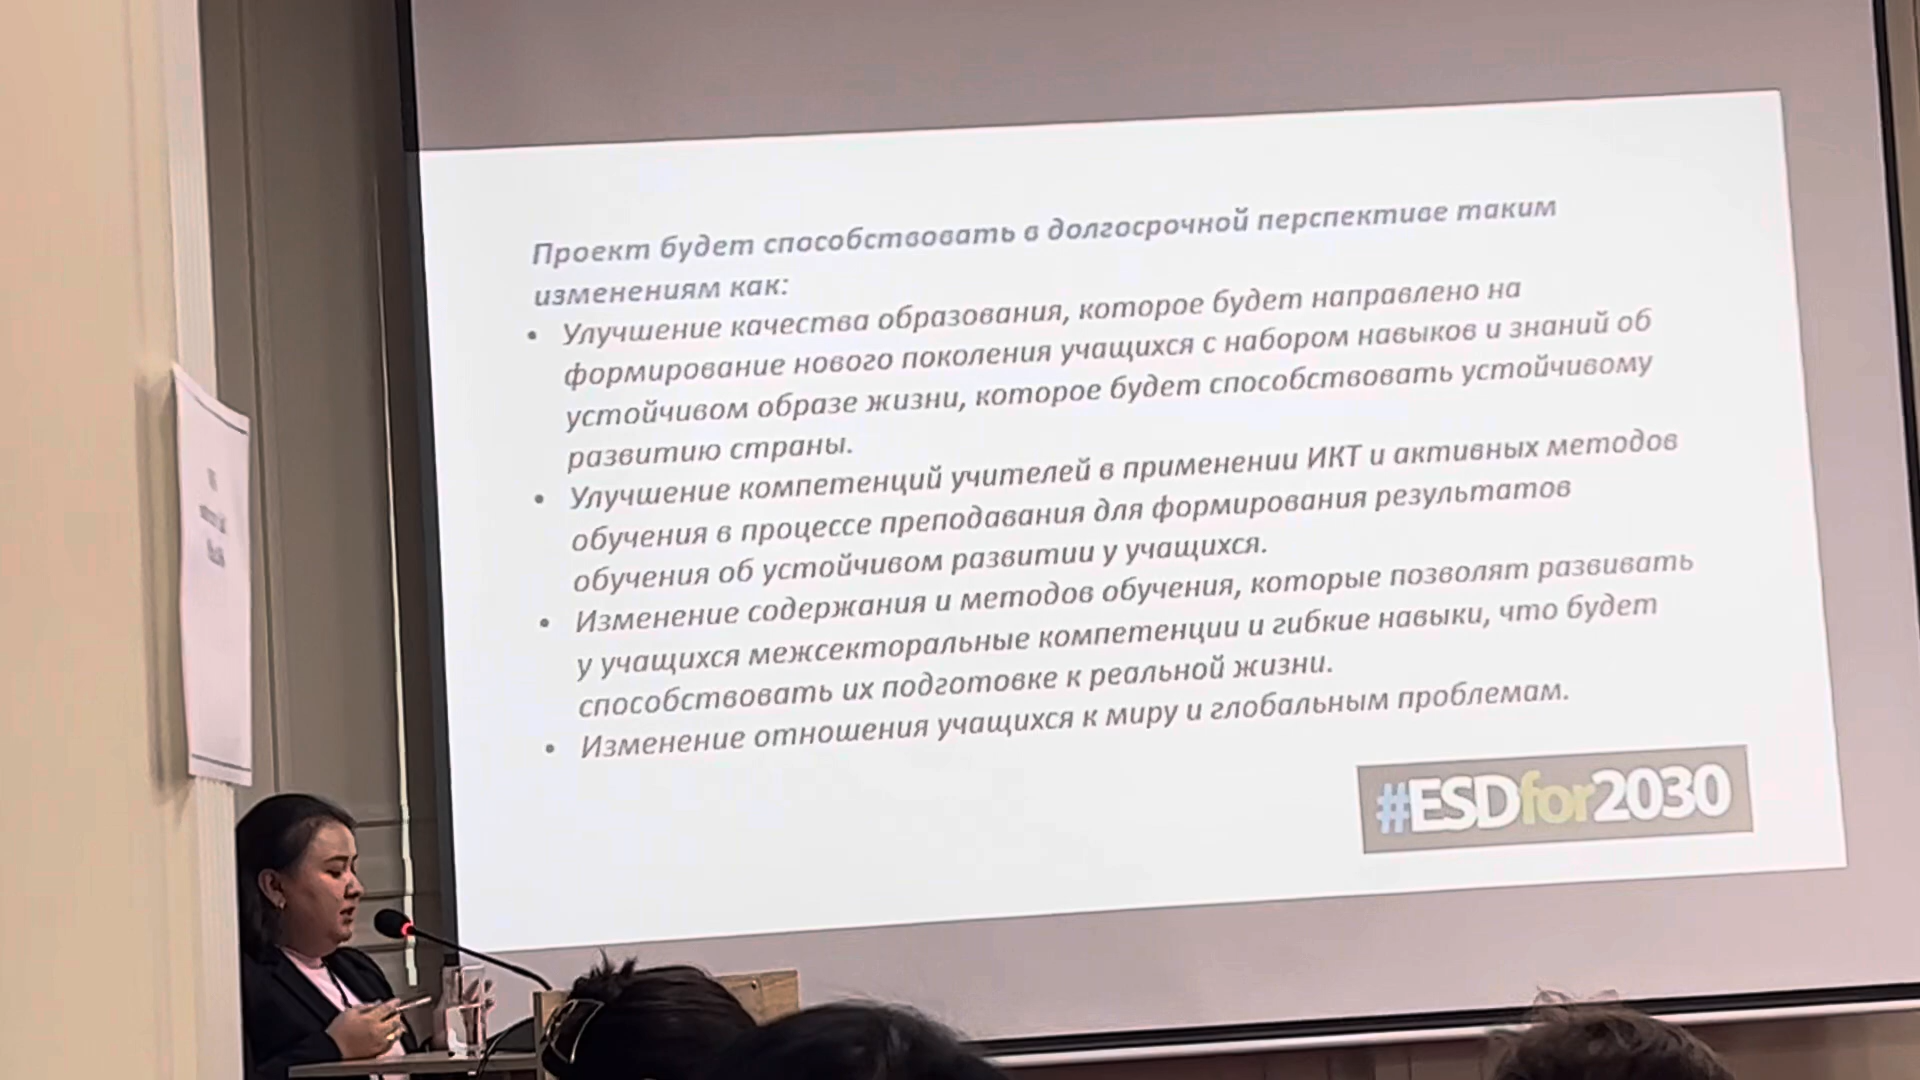 Проект будет способствовать в долгосрочной перспективе таким
изменениям как:
• Улучшение качества образования, которое будет направлено на
формирование нового поколения учащихся с набором навыков и знаний об
устойчивом образе жизни, которое будет способствовать устойчивому
развитию страны.
• Улучшение компетенций учителей в применении ИКТ и активных методов
обучения в процессе преподавания для формирования результатов
обучения об устойчивом развитии у учащихся.
• Изменение содержания и методов обучения, которые позволят развивать
у учащихся межсекторальные компетенции и гибкие навыки, что будет
способствовать их подготовке к реальной жизни.
• Изменение отношения учащихся к миру и глобальным проблемам.
#ESDfor2030